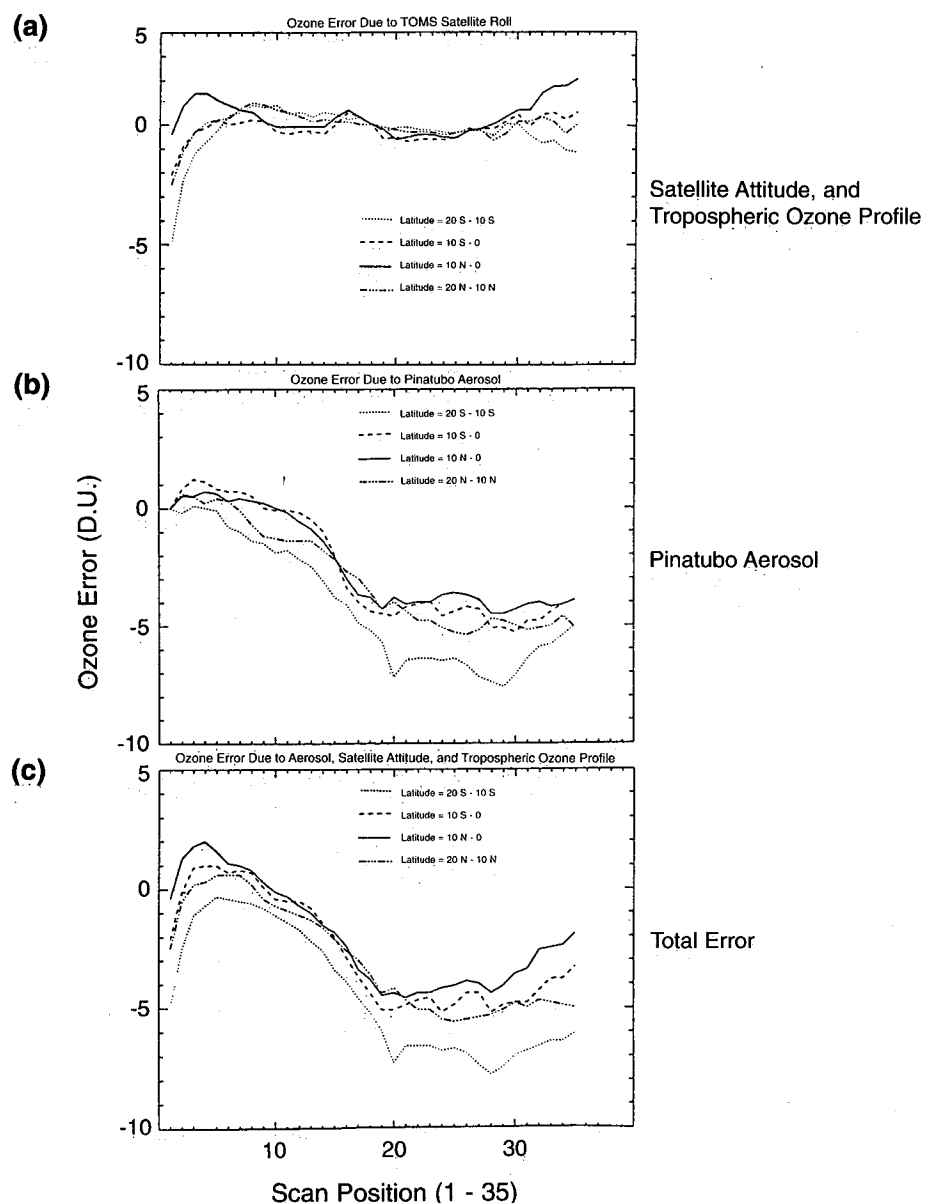 (a)
Ozone Error Due to TOMS Satellite Roll
5
0
-5
-10
Latitude = 20 S - 10 S
Latitude = 10 S - 0
Latitude = 10 N - 0
Latitude = 20 N - 10 N
Satellite Attitude, and
Tropospheric Ozone Profile
(b)
Ozone Error Due to Pinatubo Aerosol
5
0
-5
-10
Latitude = 20 S - 10 S
Latitude = 10 S - 0
Latitude = 10 N - 0
Latitude = 20 N - 10 N
Ozone Error (D.U.)
Pinatubo Aerosol
(c)
Ozone Error Due to Aerosol, Satellite Attitude, and Tropospheric Ozone Profile
5
0
-5
-10
Latitude = 20 S - 10 S
Latitude = 10 S - 0
Latitude = 10 N - 0
Latitude = 20 N - 10 N
Total Error
10
20
30
Scan Position (1 - 35)